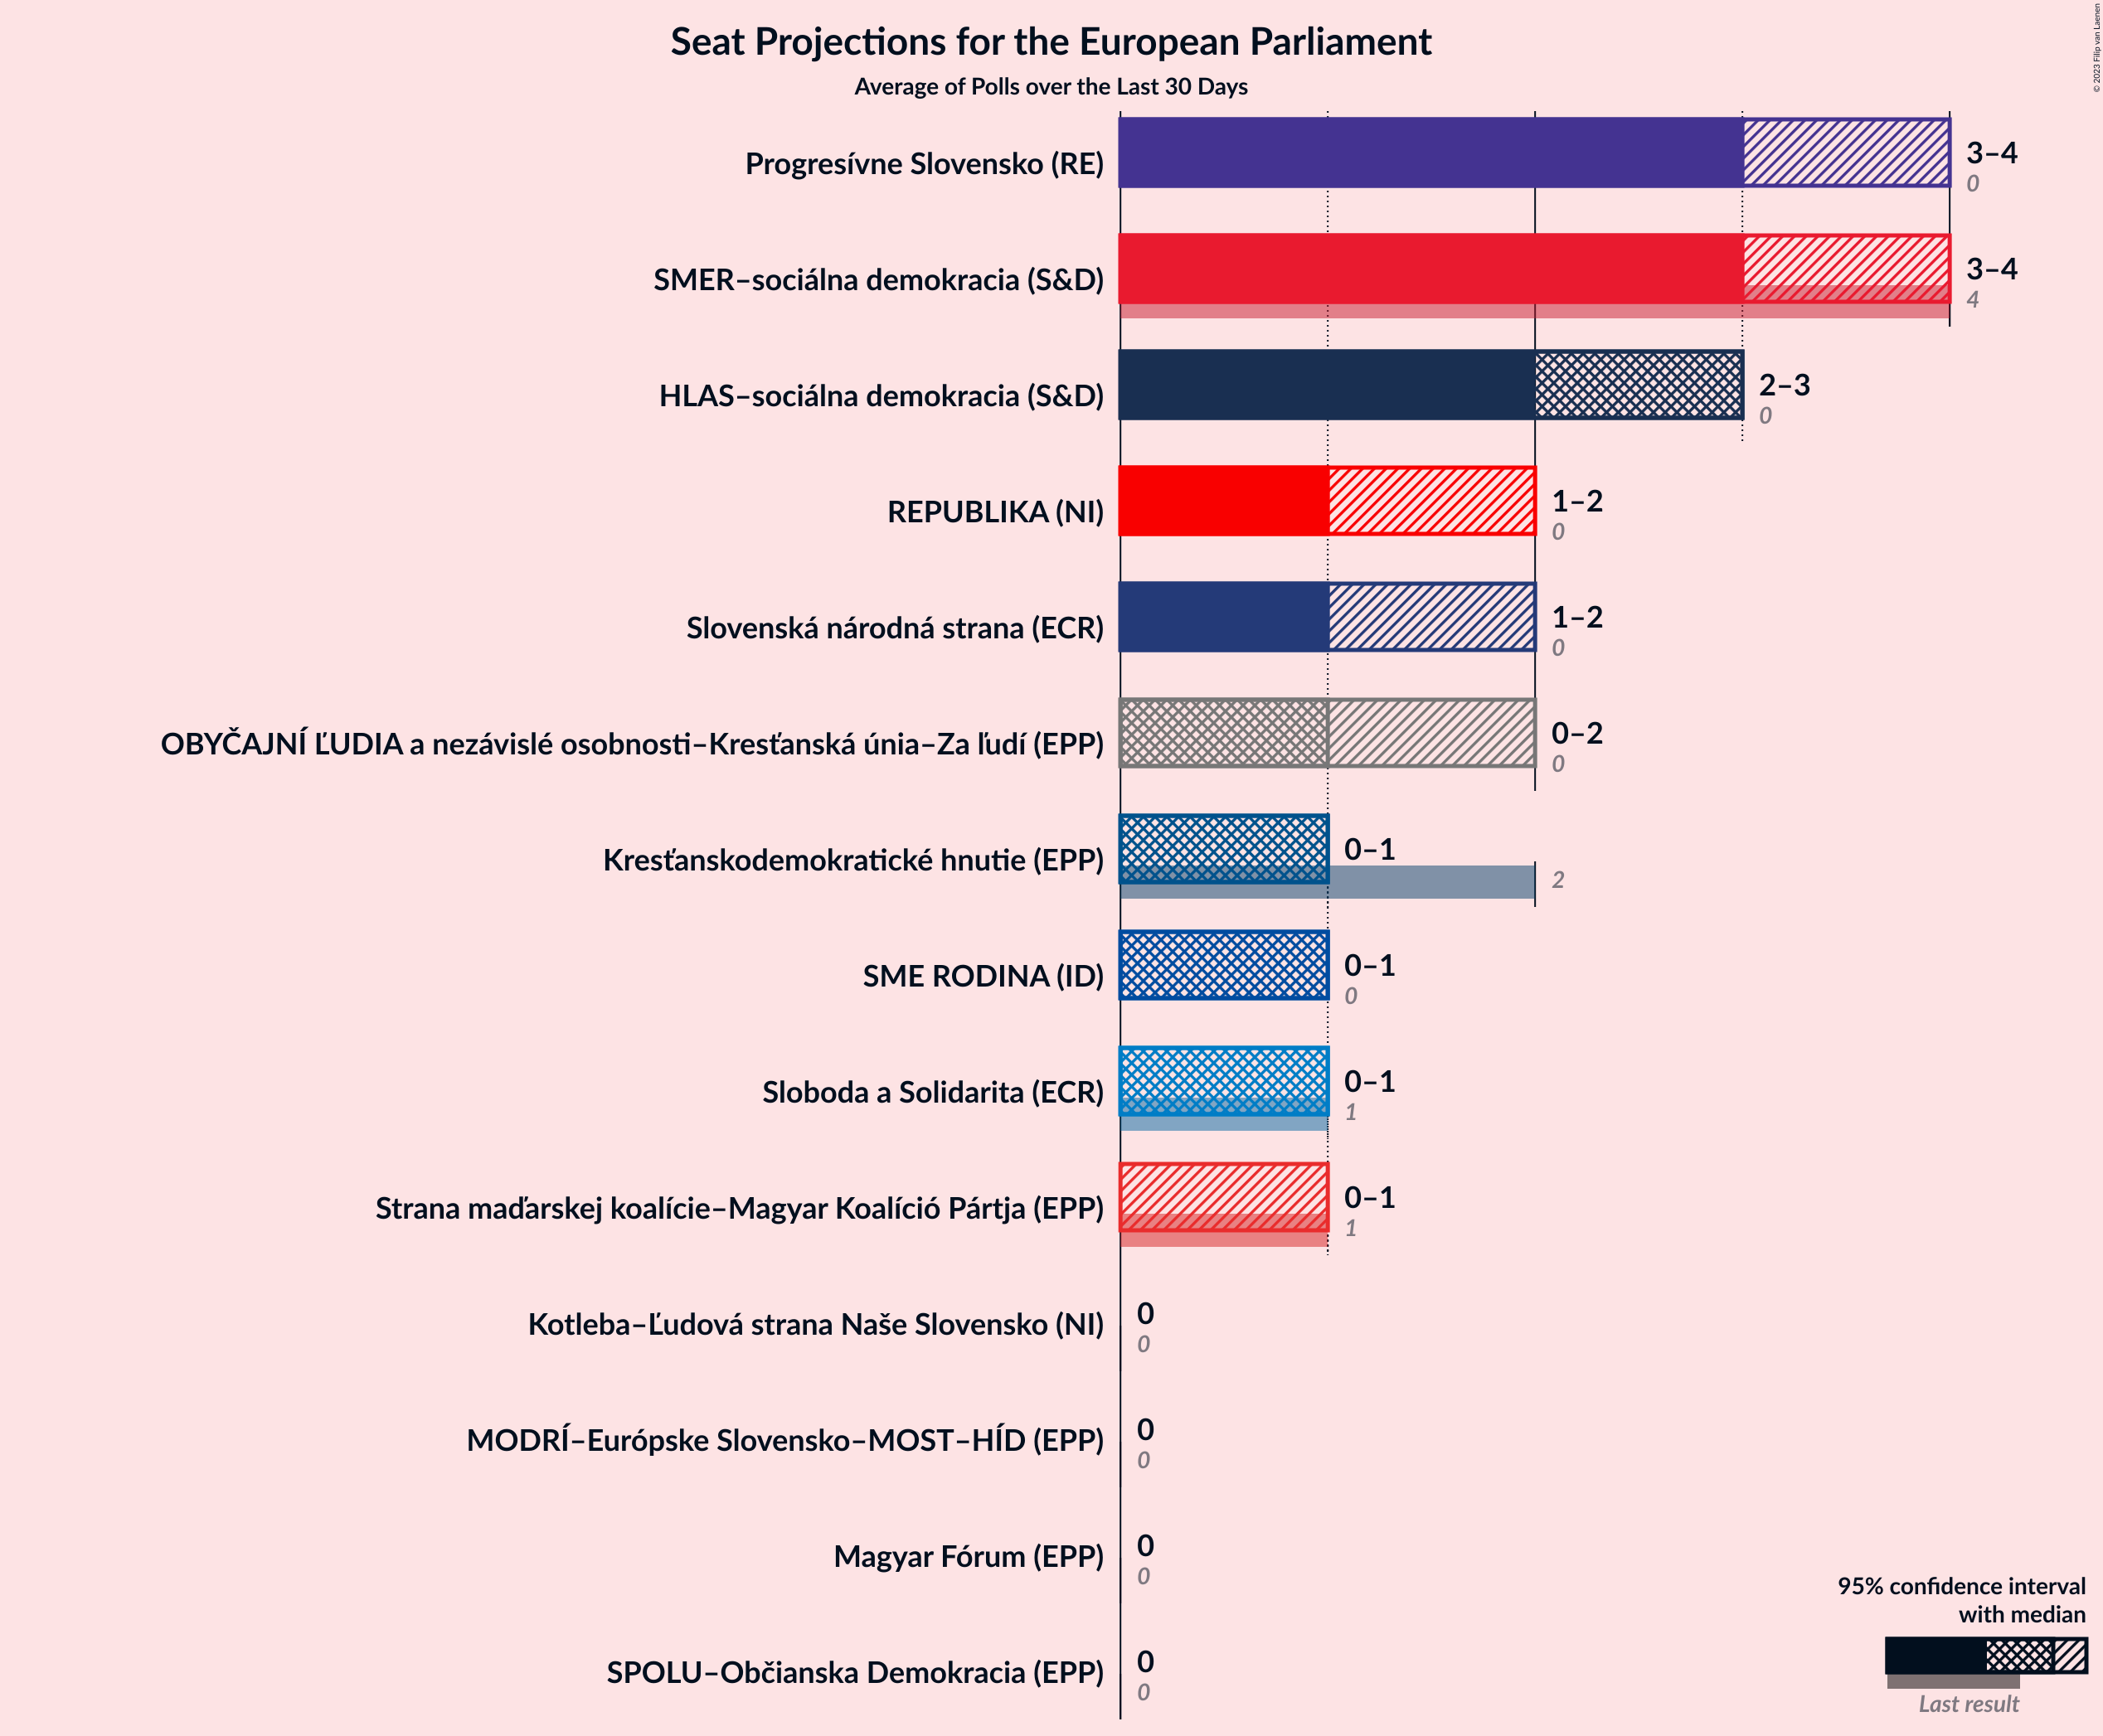 Seat Projections for the European Parliament
Average of Polls over the Last 30 Days
© 2023 Filip van Laenen
Progresívne Slovensko (RE)
3–4
0
SMER–sociálna demokracia (S&D)
3–4
4
HLAS–sociálna demokracia (S&D)
2–3
0
REPUBLIKA (NI)
1–2
0
Slovenská národná strana (ECR)
1–2
0
OBYČAJNÍ ĽUDIA a nezávislé osobnosti–Kresťanská únia–Za ľudí (EPP)
0–2
0
Kresťanskodemokratické hnutie (EPP)
0–1
2
SME RODINA (ID)
0–1
0
Sloboda a Solidarita (ECR)
0–1
1
Strana maďarskej koalície–Magyar Koalíció Pártja (EPP)
0–1
1
Kotleba–Ľudová strana Naše Slovensko (NI)
0
0
MODRÍ–Európske Slovensko–MOST–HÍD (EPP)
0
0
Magyar Fórum (EPP)
0
0
SPOLU–Občianska Demokracia (EPP)
0
0
95% confidence interval
with median
Last result